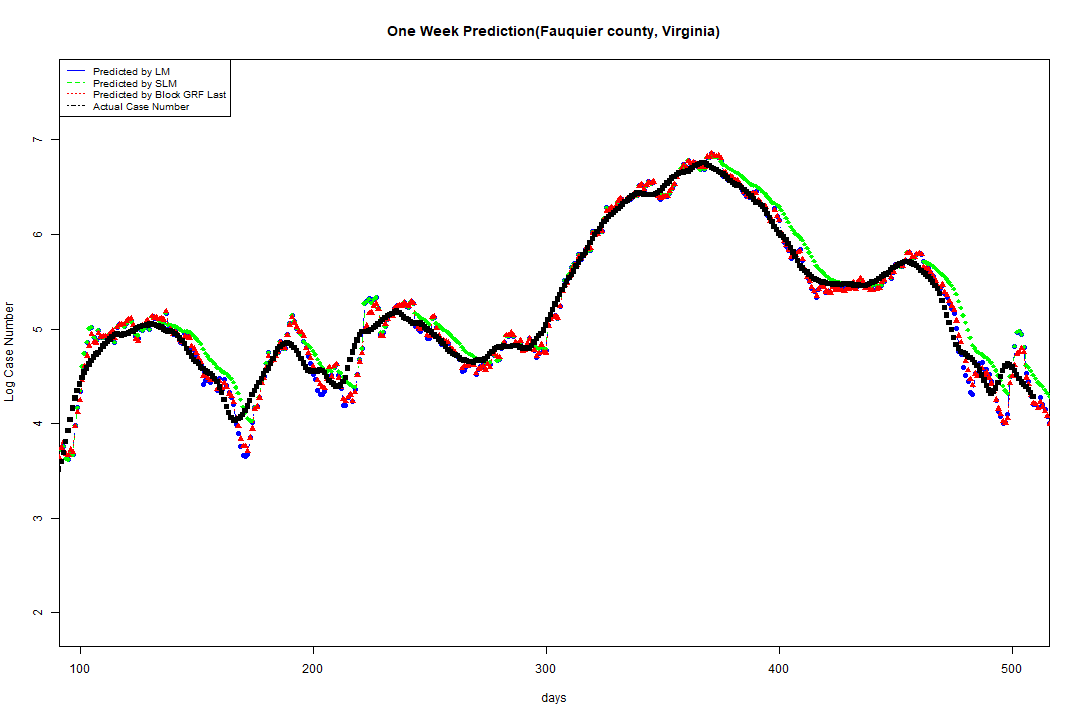 One Week Prediction(Fauquier county, Virginia)
Predicted by LM
Predicted by SLM
Predicted by Block GRF Last
Actual Case Number
7
6
5
4
3
2
Log Case Number
100 200 300 400 500
days